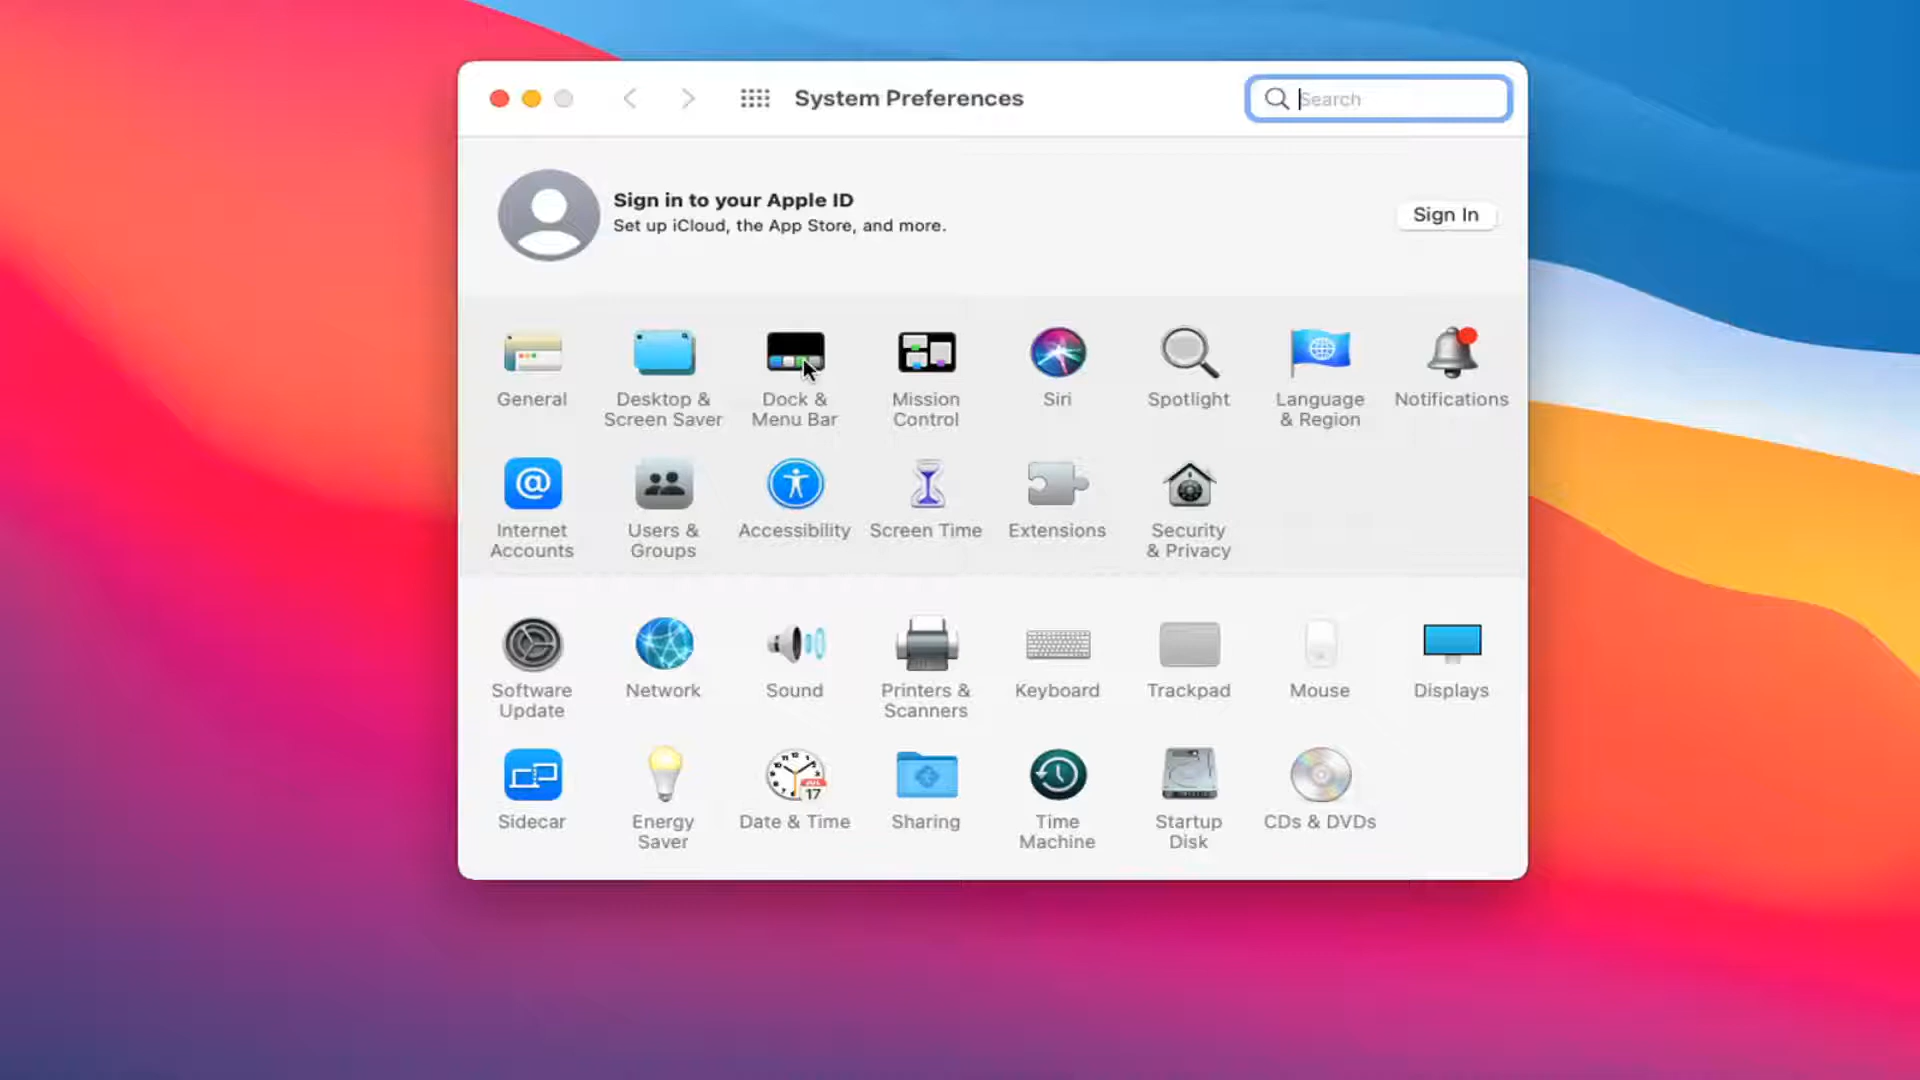 System Preferences
Search
Sign in to your Apple ID
Set up iCloud, the App Store, and more.
Sign In
General
Desktop &
Screen Saver
Dock &
Menu Bar
Mission
Control
Siri
Spotlight
Language
& Region
Notifications
Internet
Accounts
Users &
Groups
Accessibility
Screen Time
Extensions
Security
& Privacy
Software
Update
Network
Sound
Printers &
Scanners
Keyboard
Trackpad
Mouse
Displays
Sidecar
Energy
Saver
JUL
17
Date & Time
Sharing
Time
Machine
Startup
Disk
CDs & DVDs